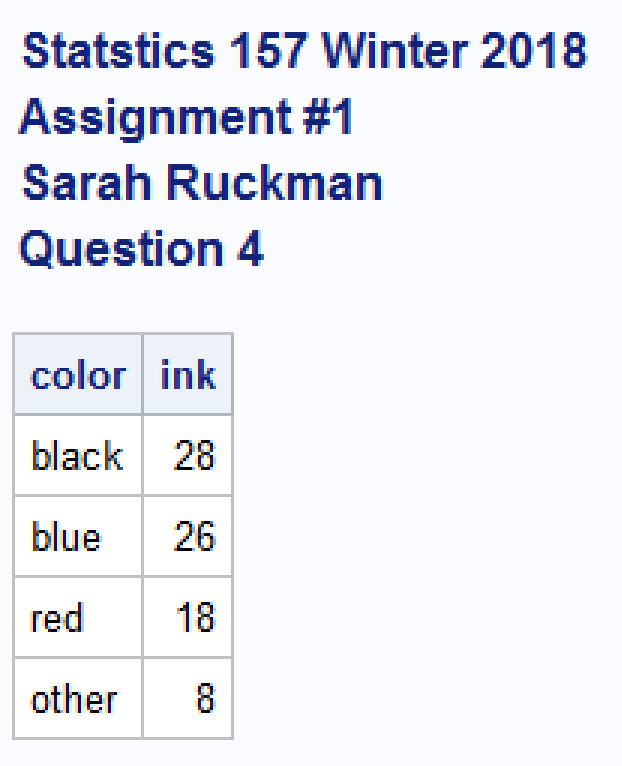 Statstics 157 Winter 2018
Assignment #1
Sarah Ruckman
Question 4
color ink
black 28
blue 26
red 18
other 8